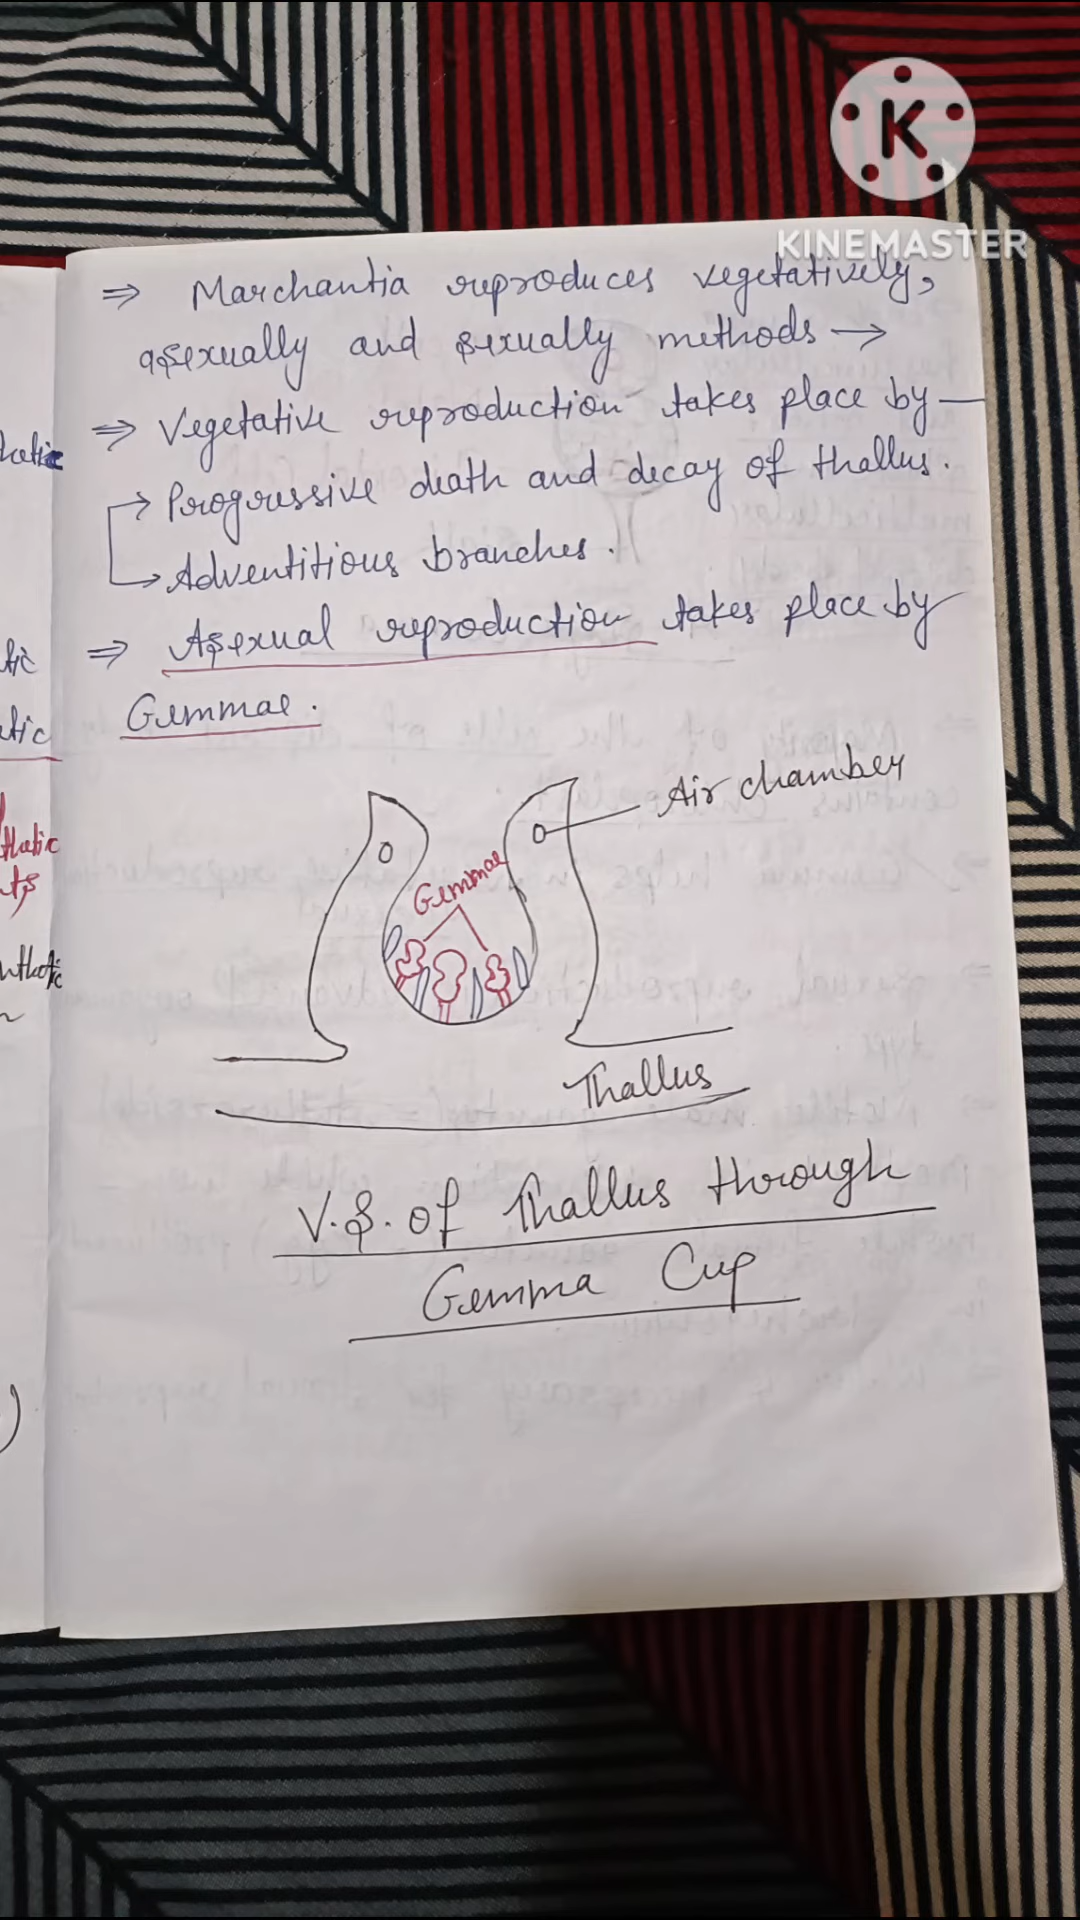 K
KINEMASTER
⇒ Marchantia reproduces vegetatively,
asexually and sexually methods →
⇒ Vegetative reproduction takes place by —
→ Progressive death and decay of thallus.
→ Adventitious branches.
⇒ Asexual reproduction takes place by
Gemmae.
Air chamber
Gemmae
Thallus
V.S. of Thallus through
Gemma Cup